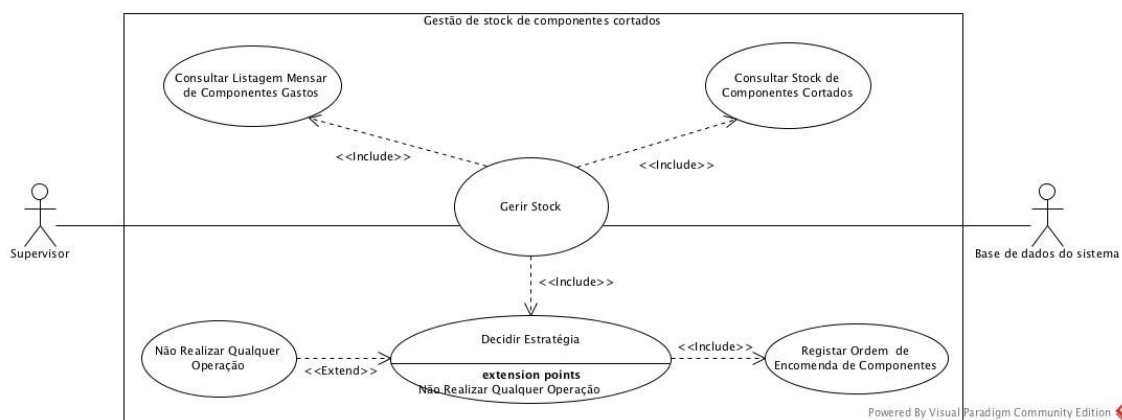 Gestão de stock de componentes cortados
Consultar Listagem Mensar
de Componentes Gastos
Consultar Stock de
Componentes Cortados
<<Include>>
<<Include>>
Gerir Stock
Supervisor
Base de dados do sistema
<<Include>>
Não Realizar Qualquer
Operação
<<Extend>>
Decidir Estratégia
extension points
Não Realizar Qualquer Operação
<<Include>>
Registar Ordem de
Encomenda de Componentes
Powered By Visual Paradigm Community Edition